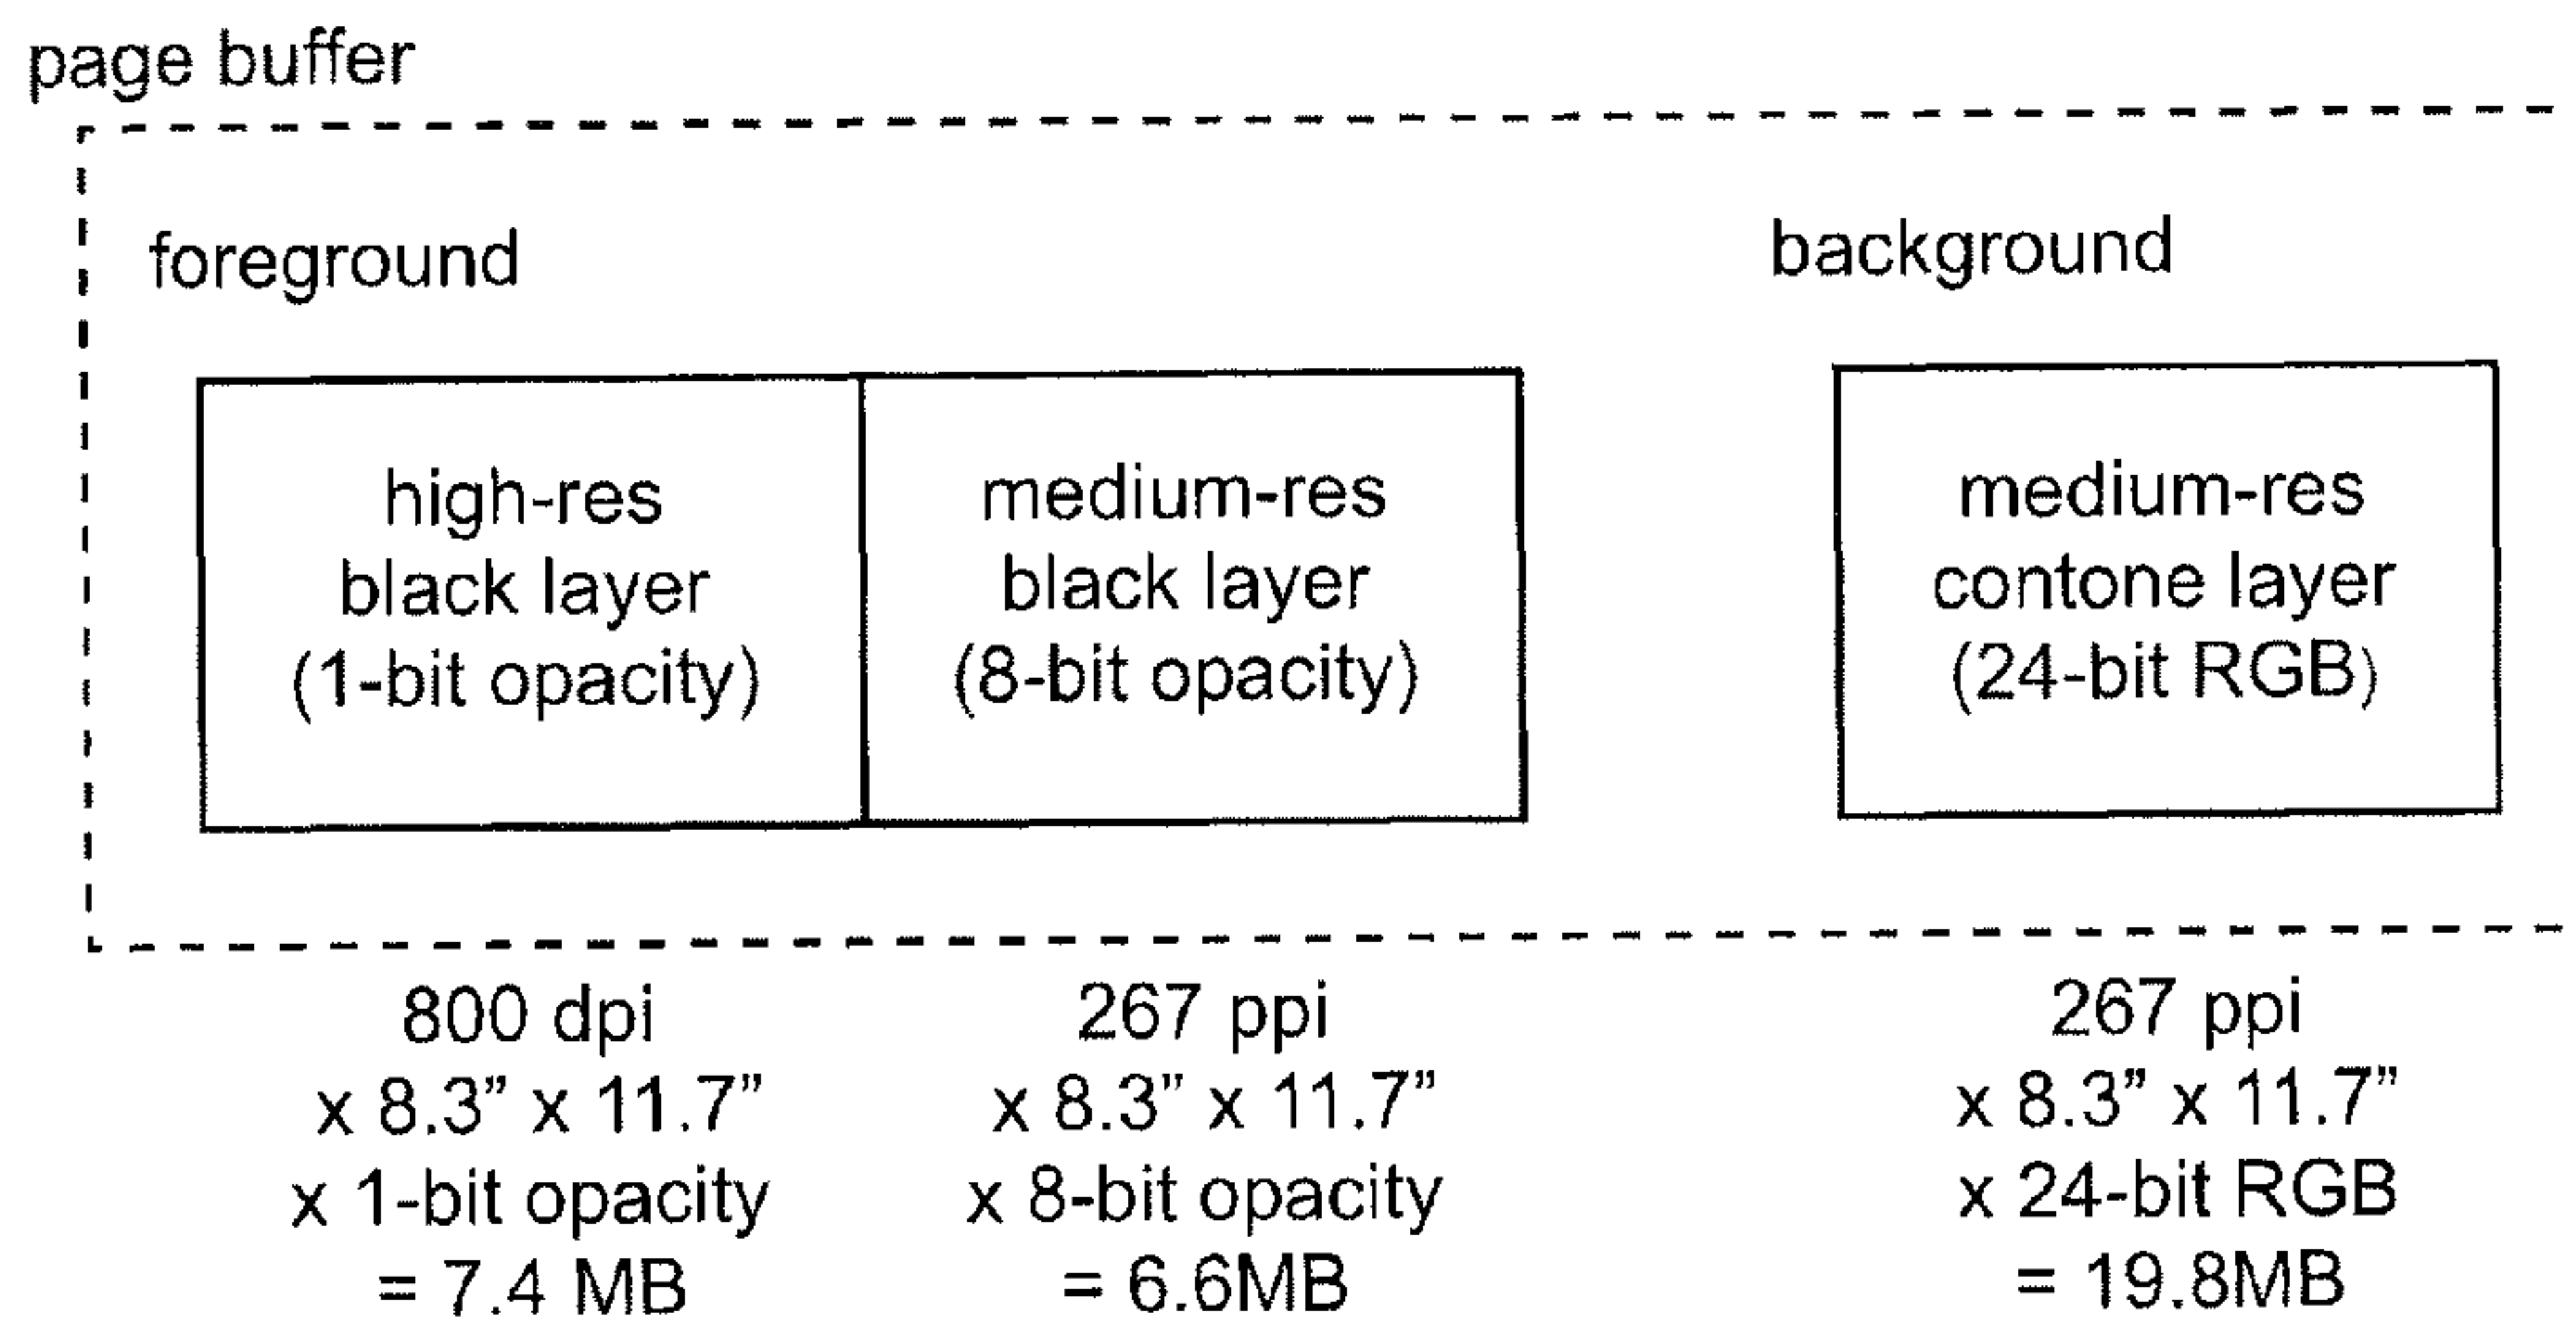 page buffer
foreground
background
high-res
black layer
(1-bit opacity)
medium-res
black layer
(8-bit opacity)
medium-res
contone layer
(24-bit RGB)
800 dpi
x 8.3” x 11.7”
x 1-bit opacity
= 7.4 MB
267 ppi
x 8.3” x 11.7”
x 8-bit opacity
= 6.6MB
267 ppi
x 8.3” x 11.7”
x 24-bit RGB
= 19.8MB